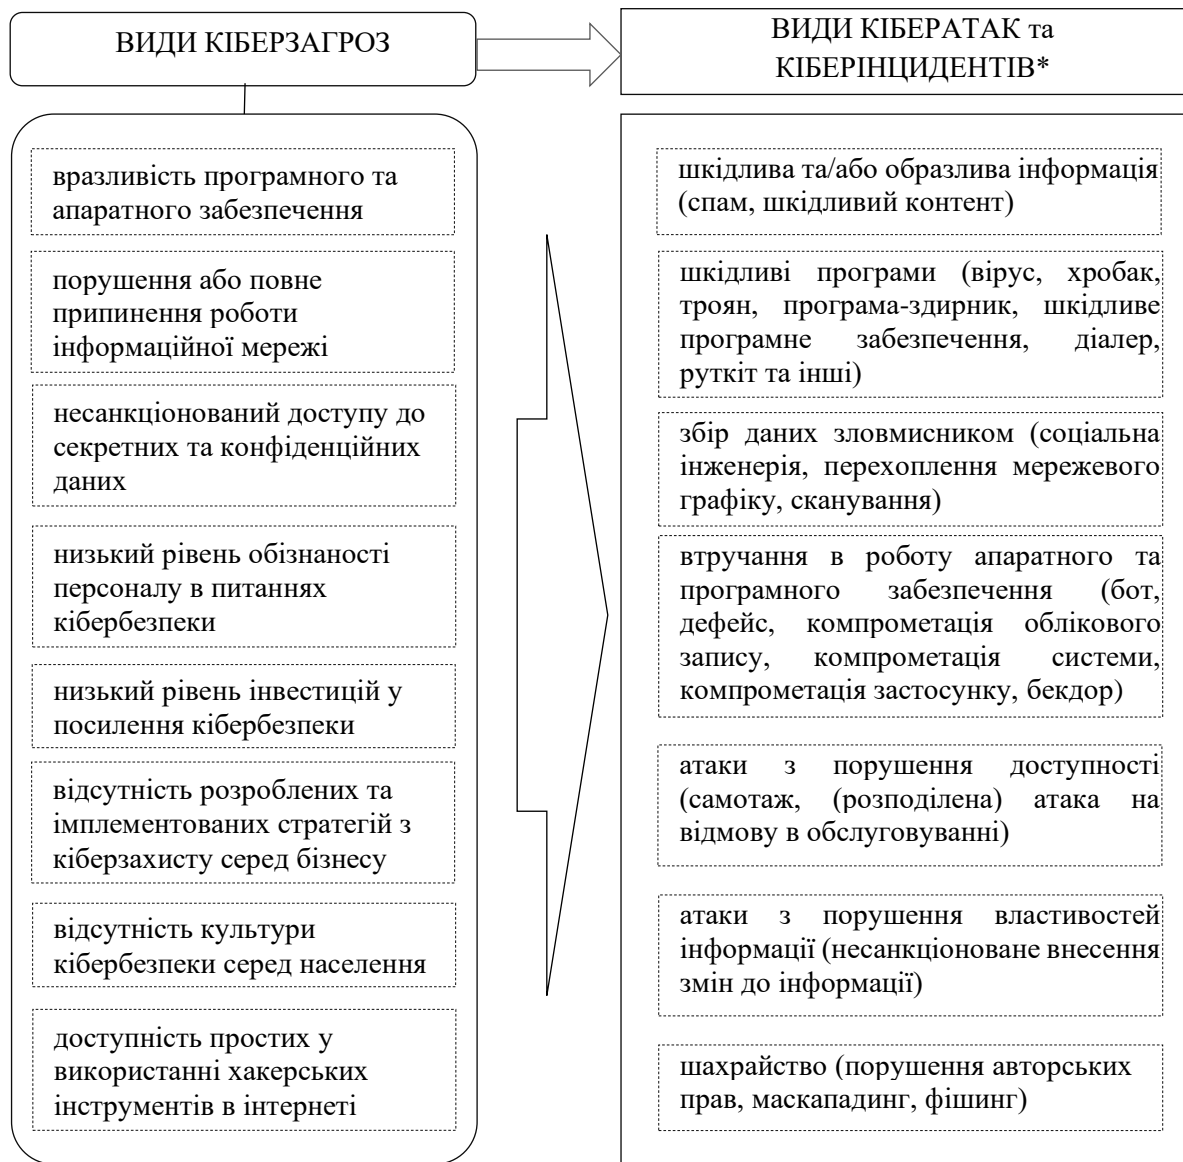 ВИДИ КІБЕРЗАГРОЗ
ВИДИ КІБЕРАТАК та
КІБЕРІНЦИДЕНТІВ*
вразливість програмного та
апаратного забезпечення
порушення або повне
припинення роботи
інформаційної мережі
несанкціонований доступу до
секретних та конфіденційних
даних
низький рівень обізнаності
персоналу в питаннях
кібербезпеки
низький рівень інвестицій у
посилення кібербезпеки
відсутність розроблених та
імплементованих стратегій з
кіберзахисту серед бізнесу
відсутність культури
кібербезпеки серед населення
доступність простих у
використанні хакерських
інструментів в інтернеті
шкідлива та/або образлива інформація
(спам, шкідливий контент)
шкідливі програми (вірус, хробак,
троян, програма-здирник, шкідливе
програмне забезпечення, діалер,
руткіт та інші)
збір даних зловмисником (соціальна
інженерія, перехоплення мережевого
графіку, сканування)
втручання в роботу апаратного та
програмного забезпечення (бот,
дефейс, компрометація облікового
запису, компрометація системи,
компрометація застосунку, бекдор)
атаки з порушення доступності
(самотаж, (розподілена) атака на
відмову в обслуговуванні)
атаки з порушення властивостей
інформації (несанкціоноване внесення
змін до інформації)
шахрайство (порушення авторських
прав, маскападинг, фішинг)